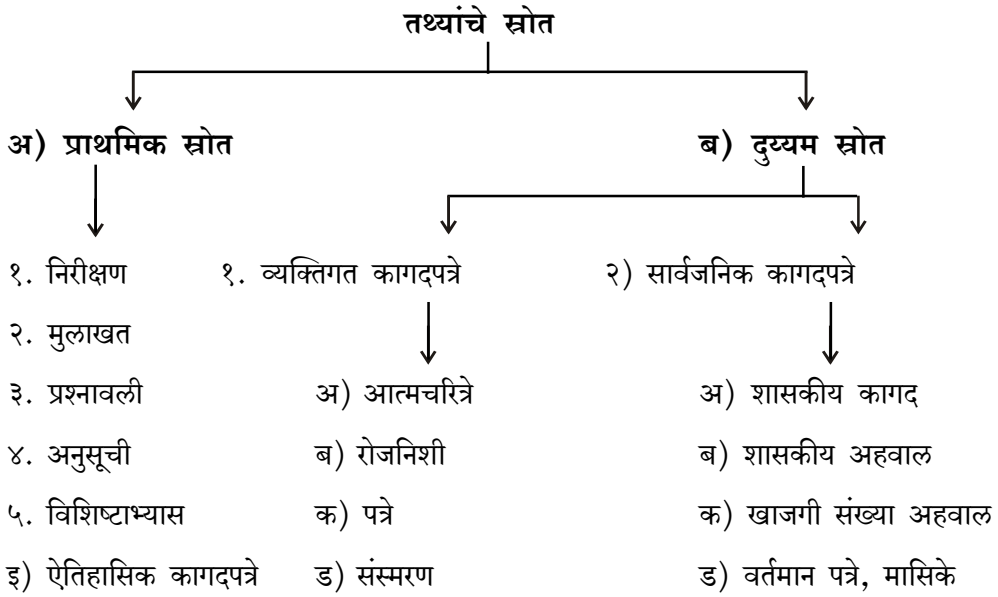 तथ्यांचे स्रोत
अ) प्राथमिक स्रोत ब) दुय्यम स्रोत
१. निरीक्षण १. व्यक्तिगत कागदपत्रे २) सार्वजनिक कागदपत्रे
२. मुलाखत
३. प्रश्नावली अ) आत्मचरित्रे अ) शासकीय कागद
४. अनुसूची ब) रोजनिशी ब) शासकीय अहवाल
५. विशिष्टाभ्यास क) पत्रे क) खाजगी संख्या अहवाल
इ) ऐतिहासिक कागदपत्रे ड) संस्मरण ड) वर्तमान पत्रे, मासिके